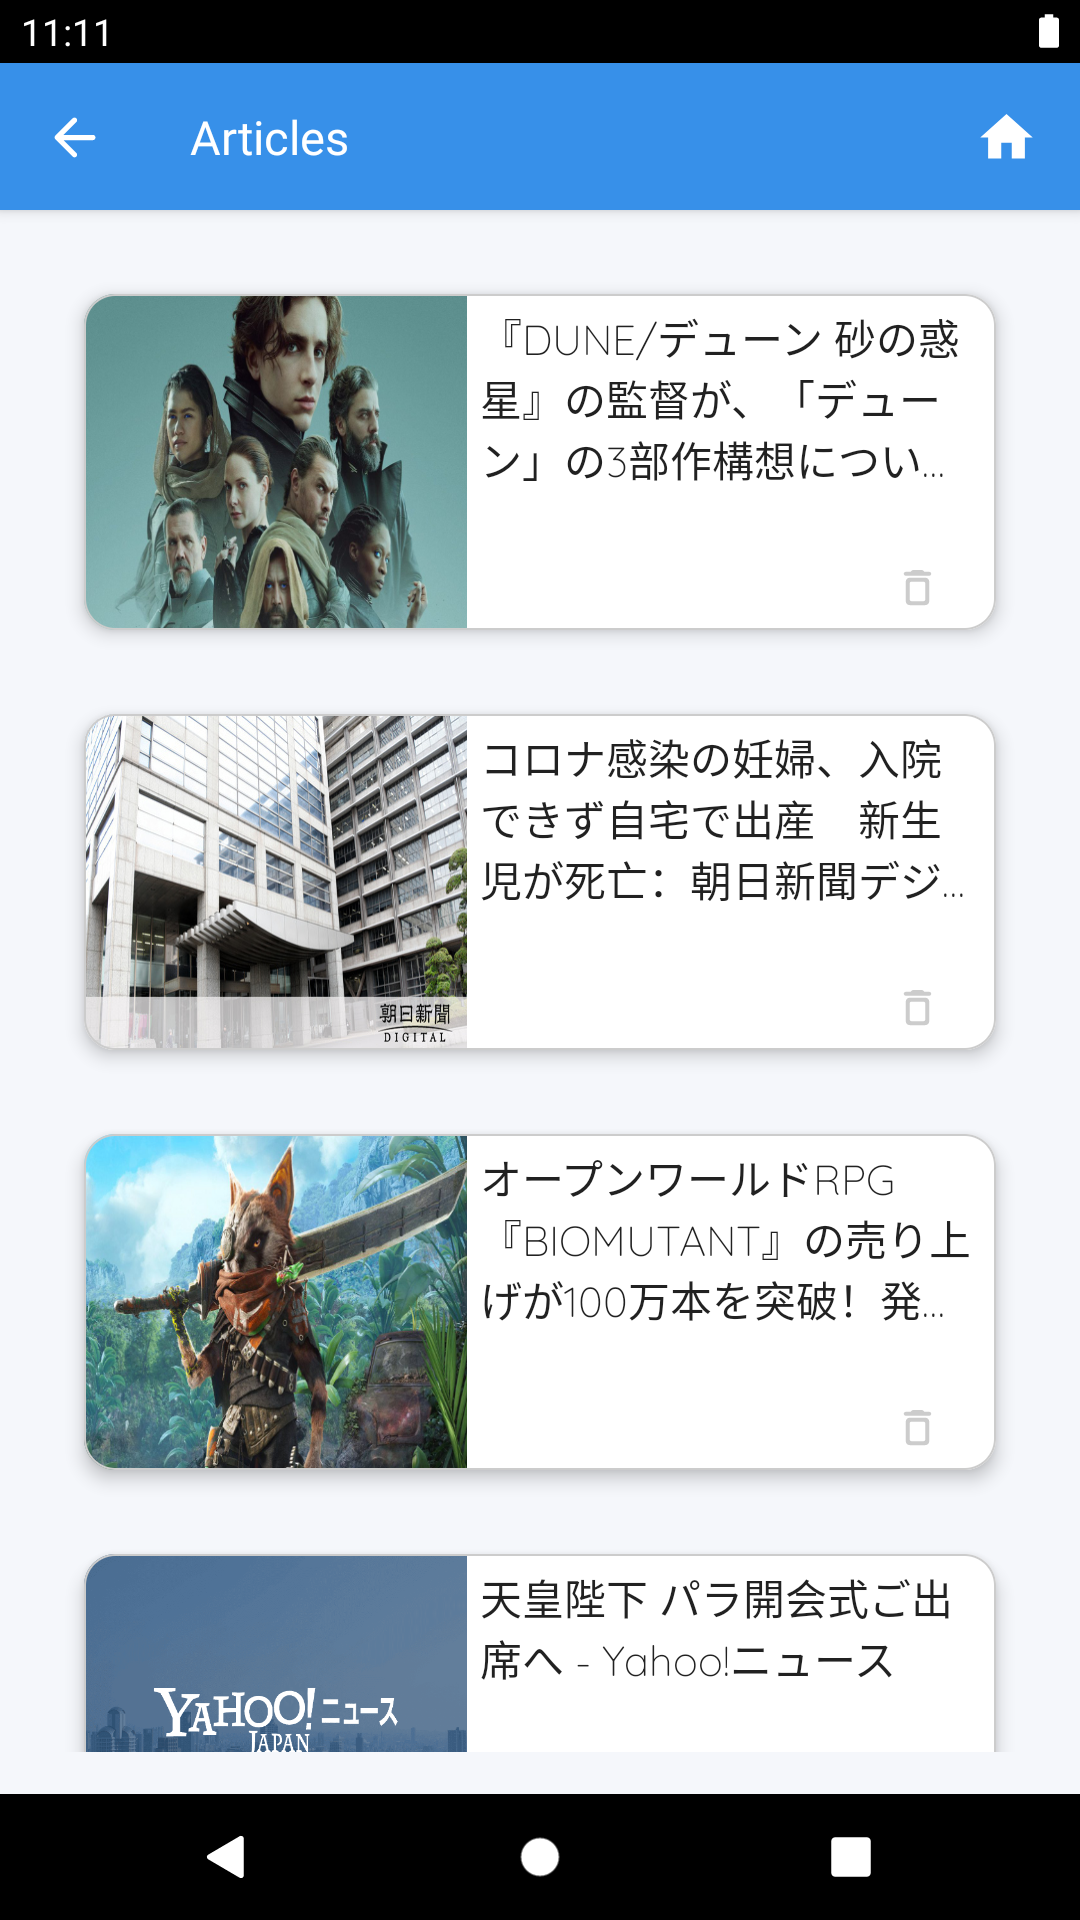 11:11
Articles
『DUNE/デューン 砂の惑
星』の監督が、「デュー
ン」の3部作構想につい...
コロナ感染の妊婦、入院
できず自宅で出産　新生
児が死亡：朝日新聞デジ...
朝日新聞
DIGITAL
オープンワールドRPG
『BIOMUTANT』の売り上
げが100万本を突破！発...
天皇陛下 パラ開会式ご出
席へ - Yahoo!ニュース
YAHOO!ニュース
JAPAN